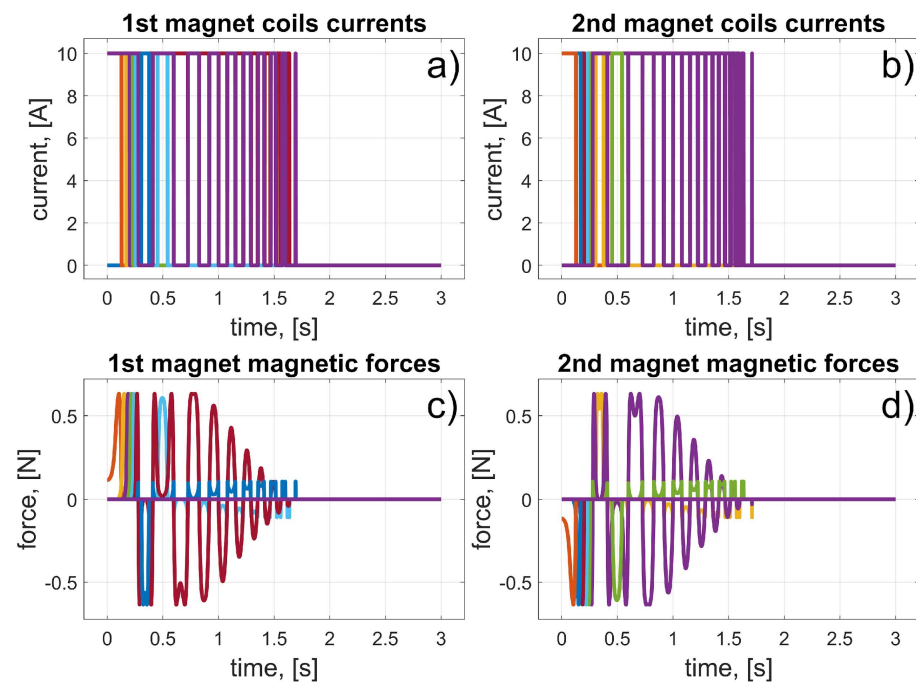 1st magnet coils currents
a)
current, [A]
10
8
6
4
2
0
0 0.5 1 1.5 2 2.5 3
time, [s]
2nd magnet coils currents
b)
current, [A]
10
8
6
4
2
0
0 0.5 1 1.5 2 2.5 3
time, [s]
1st magnet magnetic forces
c)
force, [N]
0.5
0
-0.5
0 0.5 1 1.5 2 2.5 3
time, [s]
2nd magnet magnetic forces
d)
force, [N]
0.5
0
-0.5
0 0.5 1 1.5 2 2.5 3
time, [s]